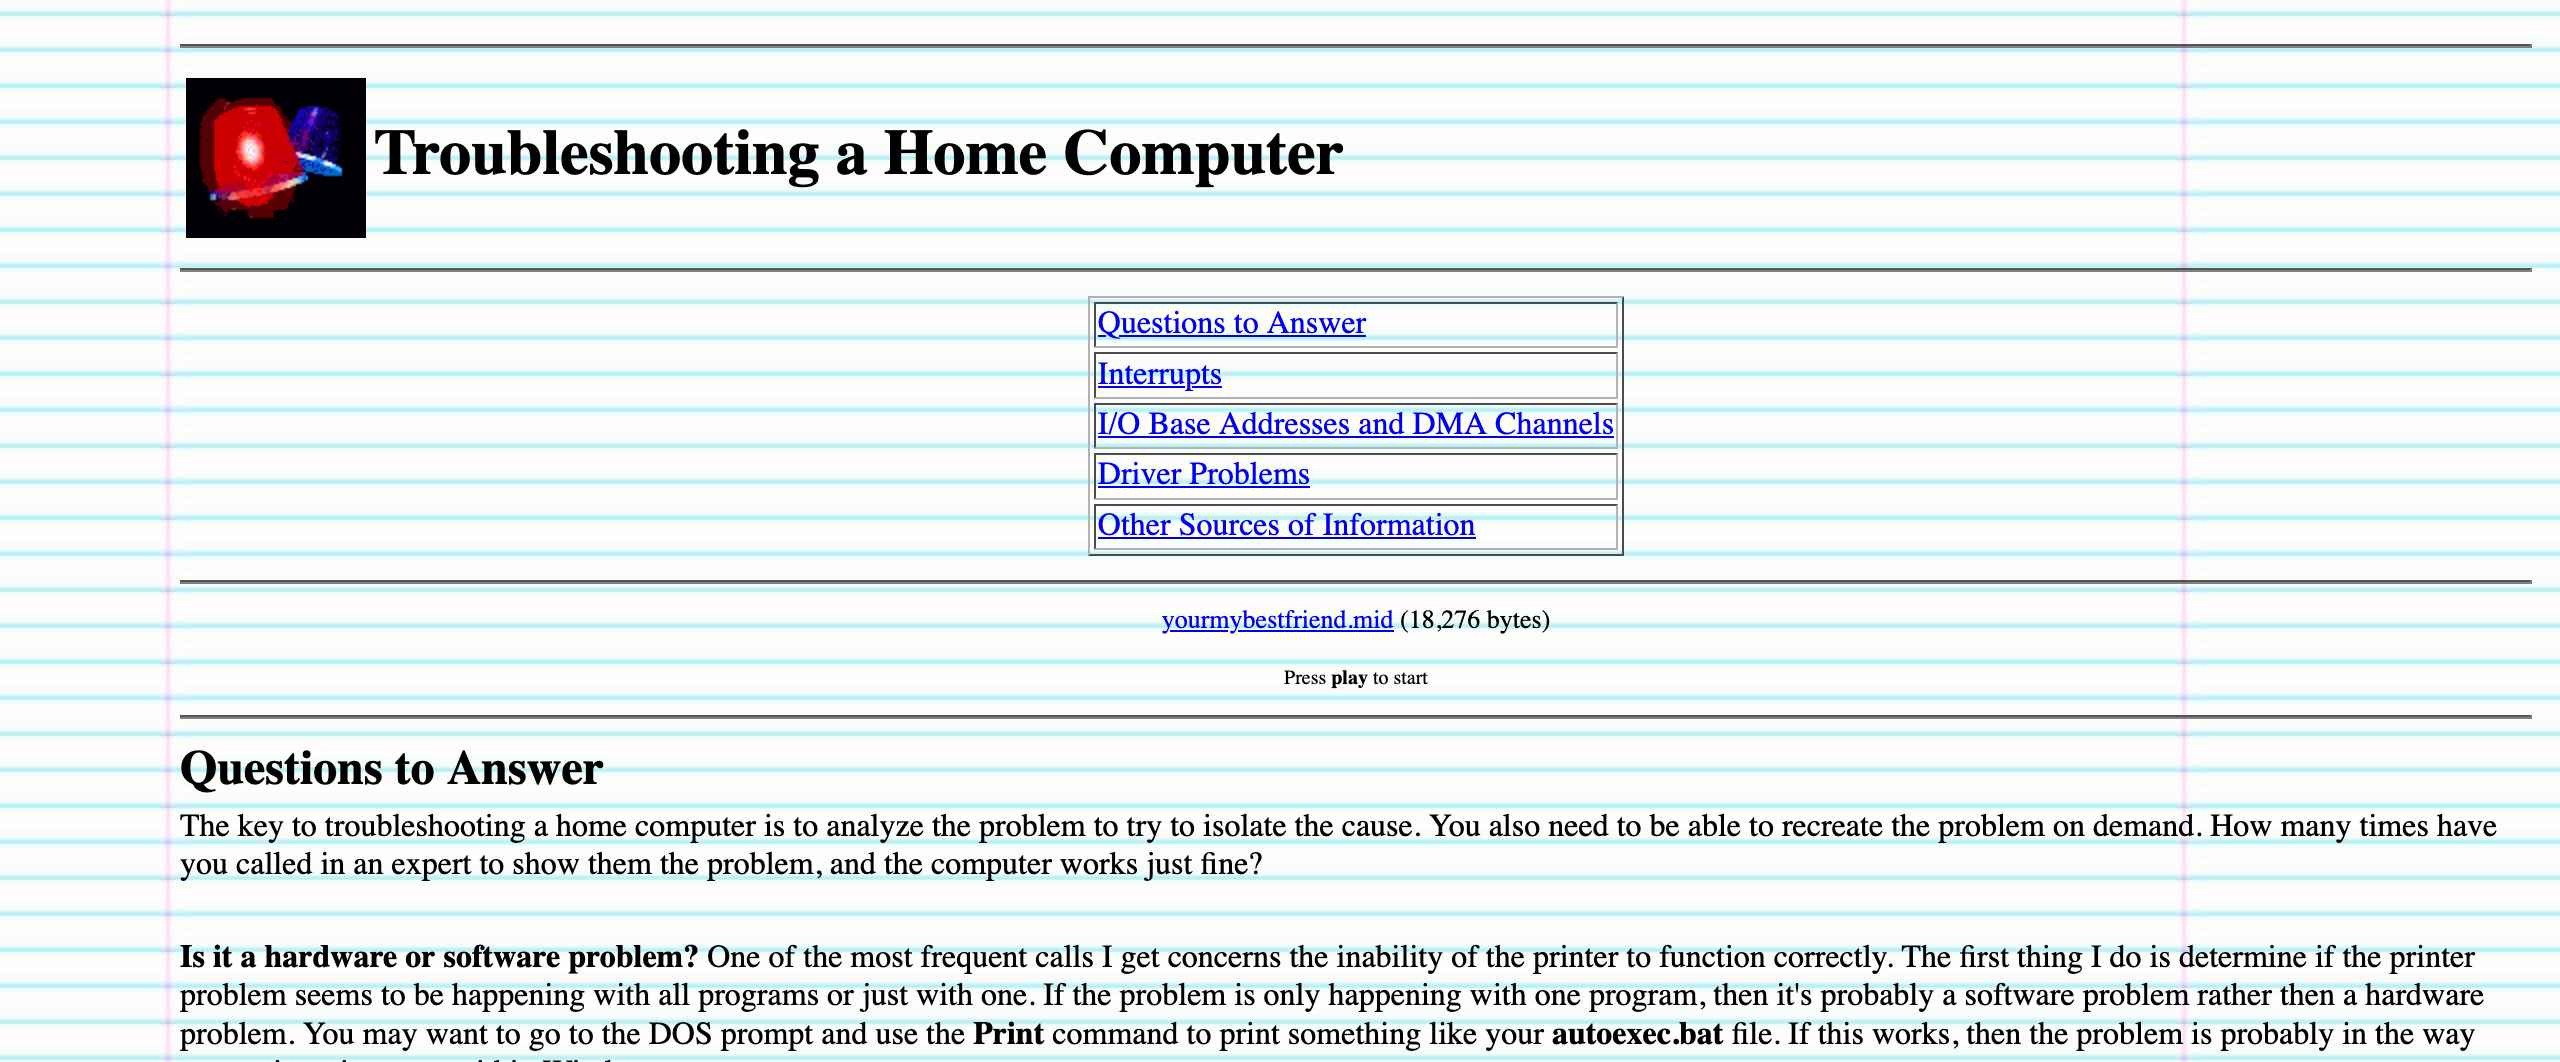 Troubleshooting a Home Computer
Questions to Answer
Interrupts
I/O Base Addresses and DMA Channels
Driver Problems
Other Sources of Information
yourmybestfriend.mid (18,276 bytes)
Press play to start
Questions to Answer
The key to troubleshooting a home computer is to analyze the problem to try to isolate the cause. You also need to be able to recreate the problem on demand. How many times have
you called in an expert to show them the problem, and the computer works just fine?
Is it a hardware or software problem? One of the most frequent calls I get concerns the inability of the printer to function correctly. The first thing I do is determine if the printer
problem seems to be happening with all programs or just with one. If the problem is only happening with one program, then it's probably a software problem rather then a hardware
problem. You may want to go to the DOS prompt and use the Print command to print something like your autoexec.bat file. If this works, then the problem is probably in the way